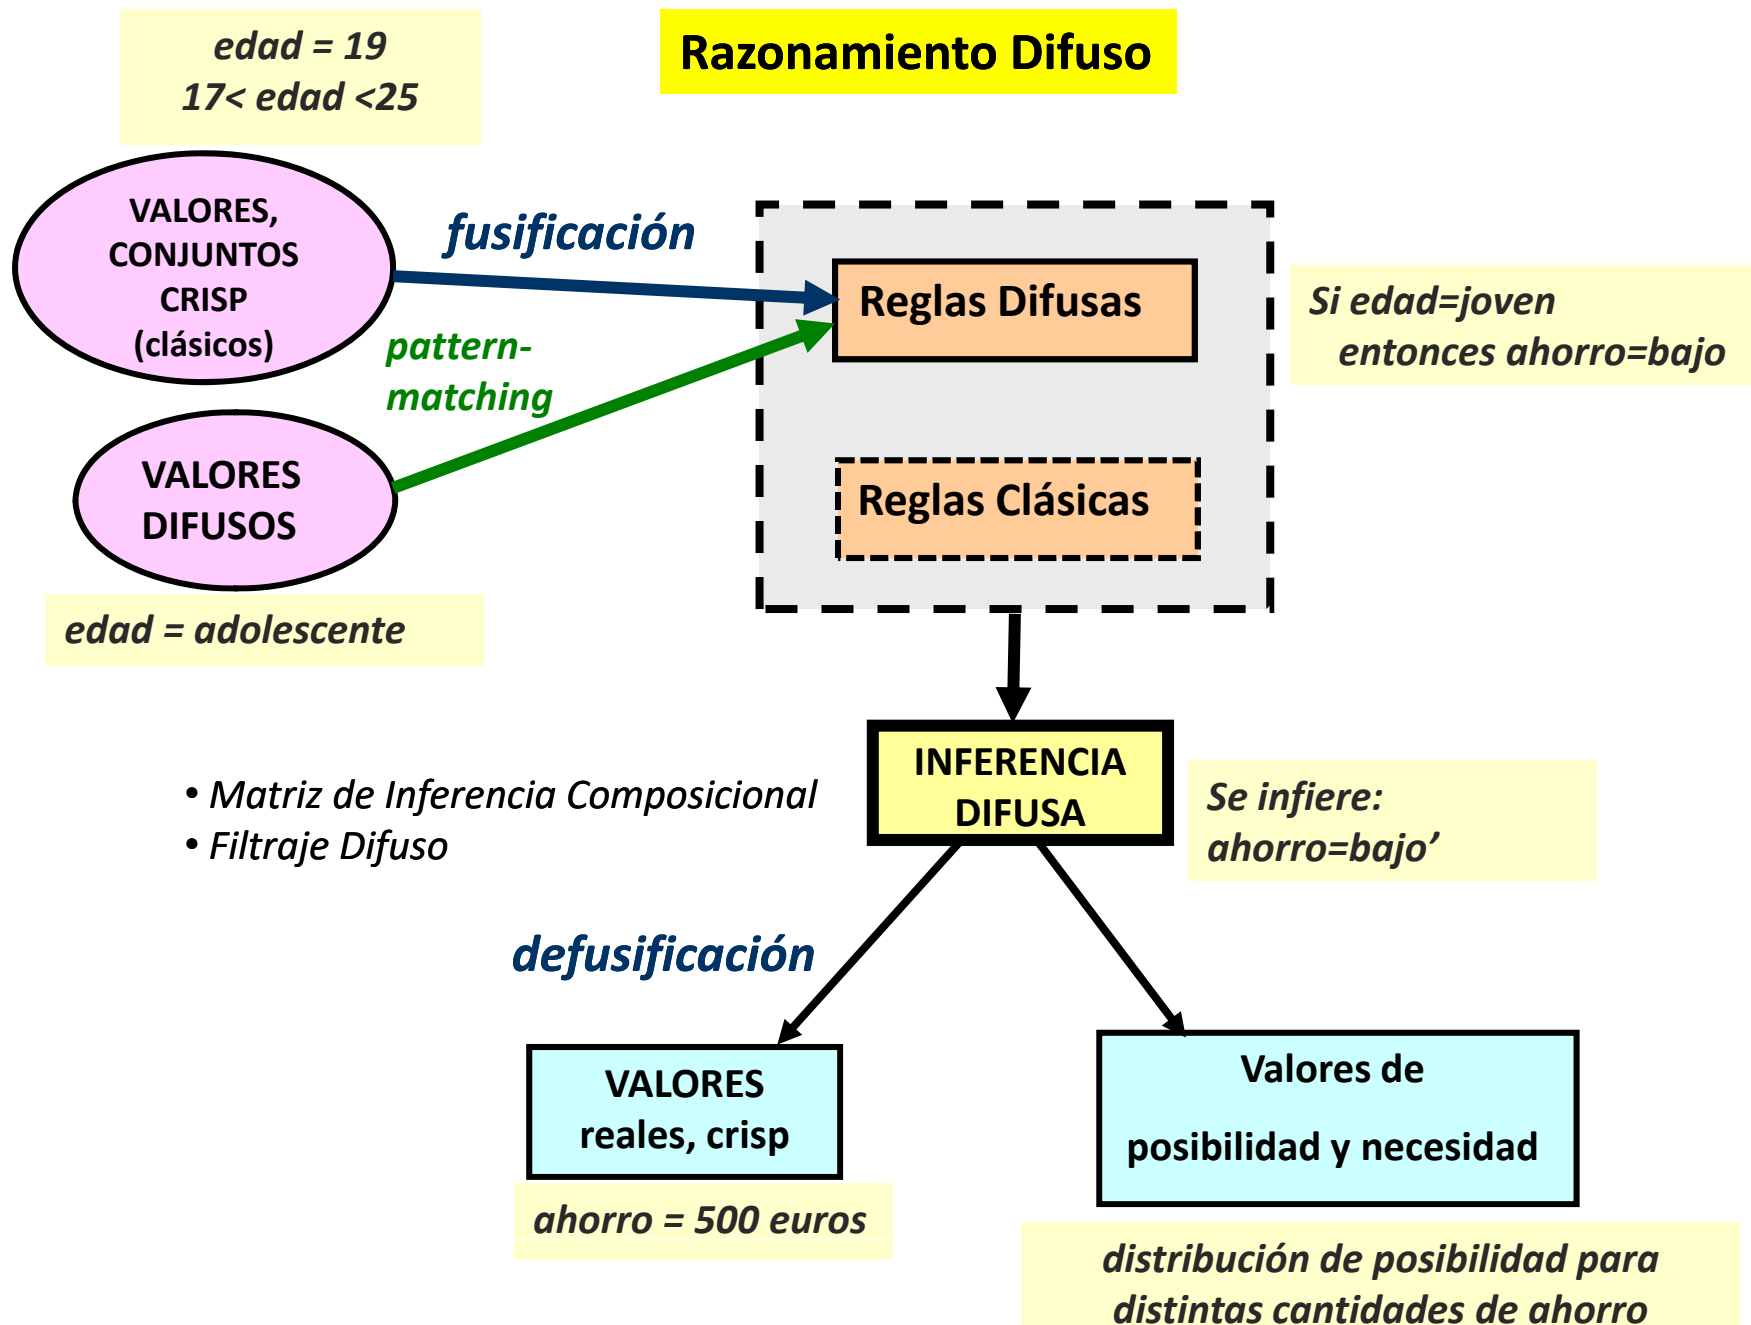 edad = 19
17< edad <25
Razonamiento Difuso
VALORES,
CONJUNTOS
CRISP
(clásicos)
fusificación
Reglas Difusas
Si edad=joven
entonces ahorro=bajo
pattern-
matching
VALORES
DIFUSOS
Reglas Clásicas
edad = adolescente
INFERENCIA
DIFUSA
• Matriz de Inferencia Composicional
• Filtraje Difuso
Se infiere:
ahorro=bajo’
defusificación
VALORES
reales, crisp
Valores de
posibilidad y necesidad
ahorro = 500 euros
distribución de posibilidad para
distintas cantidades de ahorro